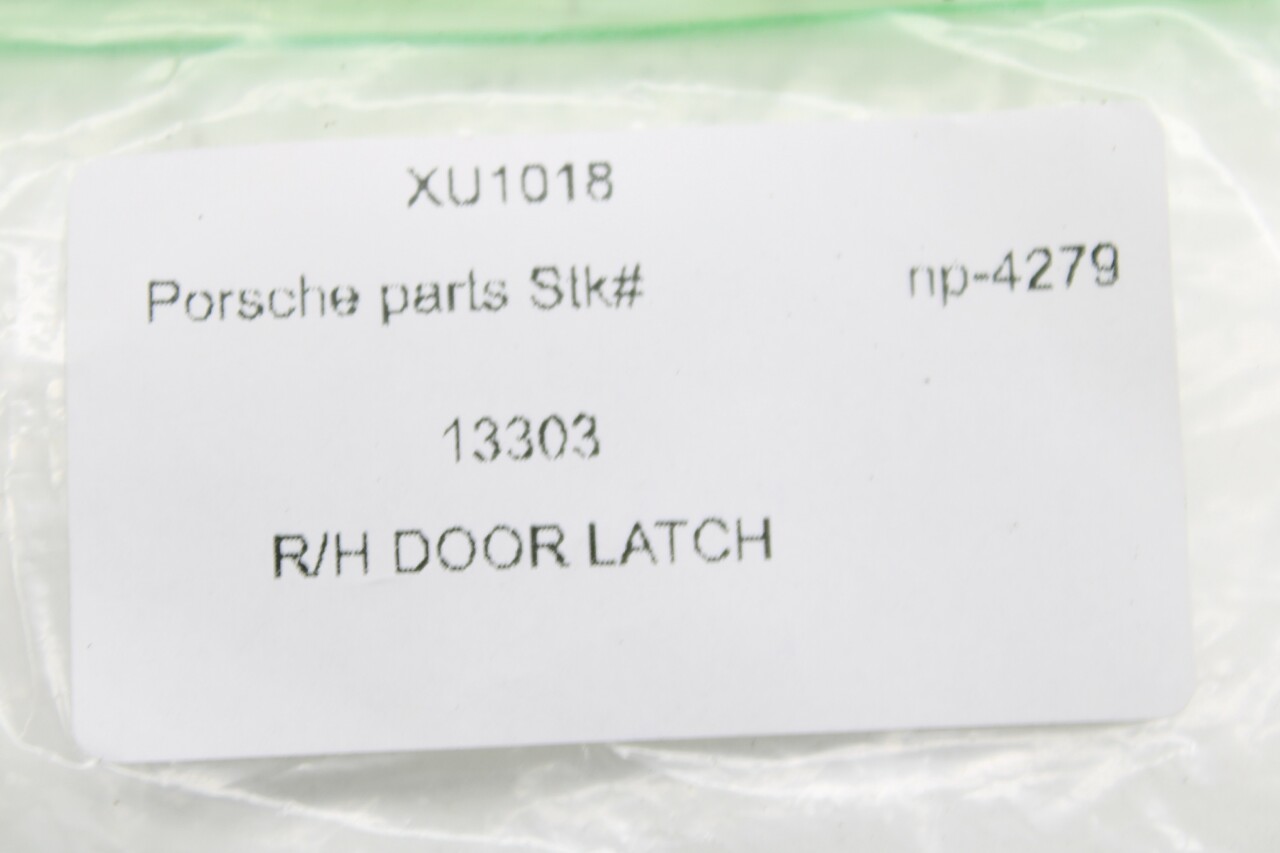 XU1018
Porsche parts Stk# np-4279
13303
R/H DOOR LATCH